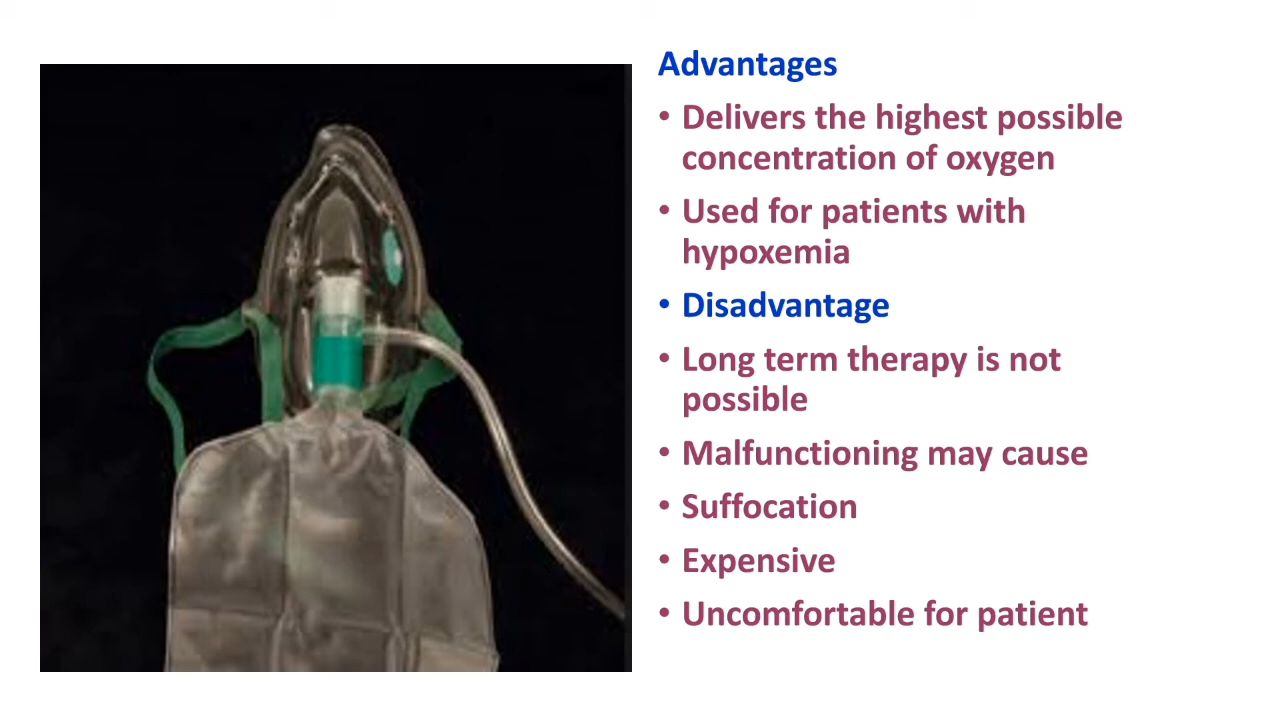 Advantages
• Delivers the highest possible
concentration of oxygen
• Used for patients with
hypoxemia
• Disadvantage
• Long term therapy is not
possible
• Malfunctioning may cause
• Suffocation
• Expensive
• Uncomfortable for patient